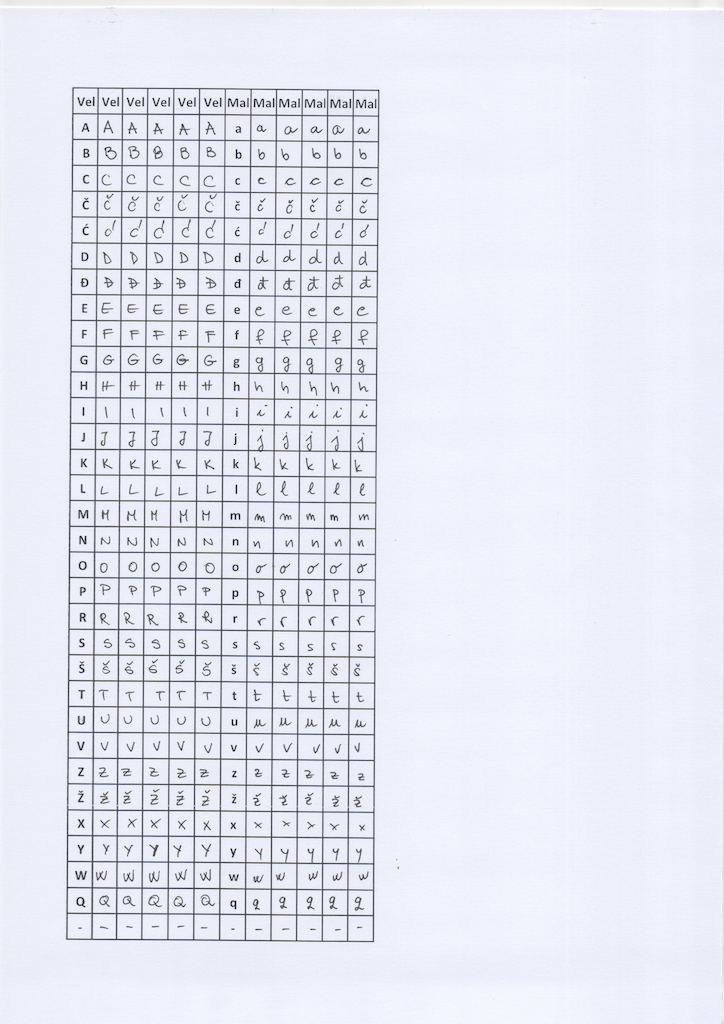 Vel Vel Vel Vel Vel Vel Mal Mal Mal Mal Mal Mal
A A A A A A a a a a a a
B B B B B B b b b b b b
C C C C C C c c c c c c
Č Č Č Č Č Č č č č č č č
Ć Ć Ć Ć Ć Ć ć ć ć ć ć ć
D D D D D D d d d d d d
Đ Đ Đ Đ Đ Đ đ đ đ đ đ đ
E E E E E E e e e e e e
F F F F F F f f f f f f
G G G G G G g g g g g g
H H H H H H h h h h h h
I I I I I I i i i i i i
J J J J J J j j j j j j
K K K K K K k k k k k k
L L L L L L l l l l l l
M M M M M M m m m m m m
N N N N N N n n n n n n
O O O O O O o o o o o o
P P P P P P p p p p p p
R R R R R R r r r r r r
S S S S S S s s s s s s
Š Š Š Š Š Š š š š š š š
T T T T T T t t t t t t
U U U U U U u u u u u u
V V V V V V v v v v v v
Z Z Z Z Z Z z z z z z z
Ž Ž Ž Ž Ž Ž ž ž ž ž ž ž
X X X X X X x x x x x x
Y Y Y Y Y Y y y y y y y
W W W W W W w w w w w w
Q Q Q Q Q Q q q q q q q
- - - - - - - - - - - -